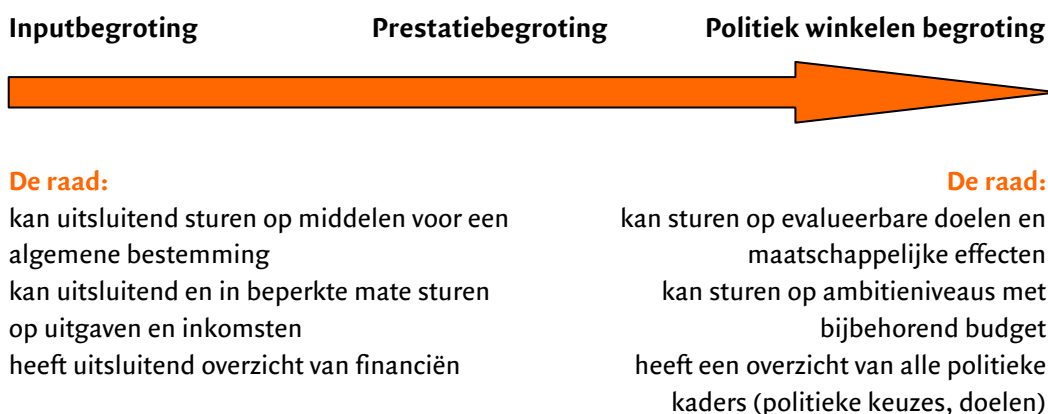 Inputbegroting Prestatiebegroting Politiek winkelen begroting
De raad:
kan uitsluitend sturen op middelen voor een
algemene bestemming
kan uitsluitend en in beperkte mate sturen
op uitgaven en inkomsten
heeft uitsluitend overzicht van financiën
De raad:
kan sturen op evalueerbare doelen en
maatschappelijke effecten
kan sturen op ambitieniveaus met
bijbehorend budget
heeft een overzicht van alle politieke
kaders (politieke keuzes, doelen)